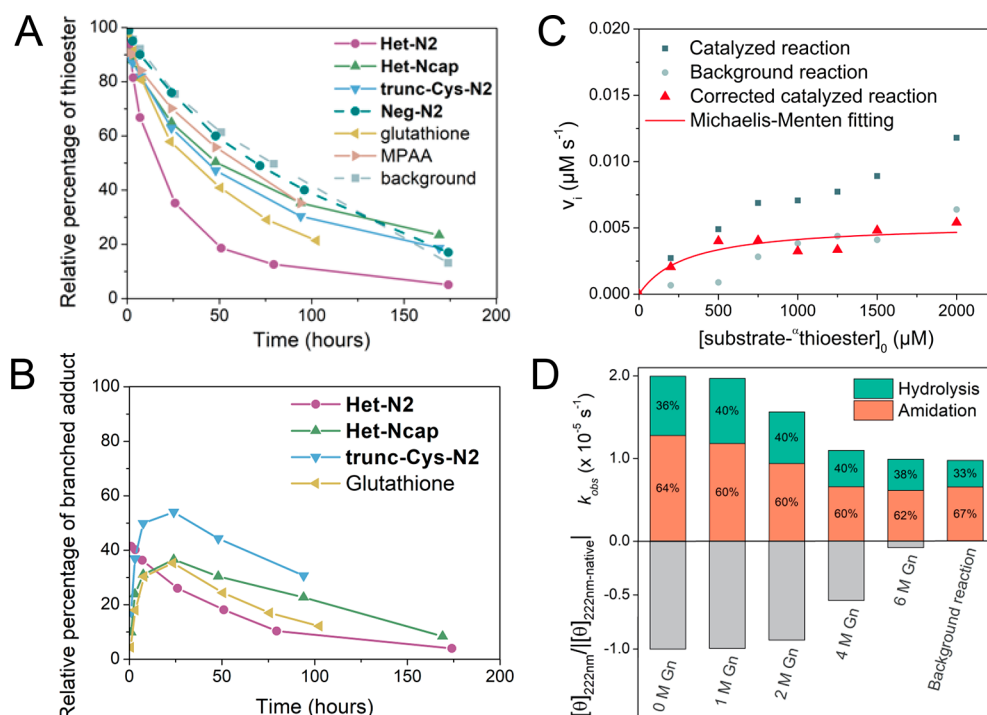 A
Relative percentage of thioester
100
80
60
40
20
0
0
50
100
150
200
Time (hours)
Het-N2
Het-Ncap
trunc-Cys-N2
Neg-N2
glutathione
MPAA
background
B
Relative percentage of branched adduct
100
80
60
40
20
0
0
50
100
150
200
Time (hours)
Het-N2
Het-Ncap
trunc-Cys-N2
Glutathione
C
vᵢ (µM s⁻¹)
0.020
0.015
0.010
0.005
0.000
0
500
1000
1500
2000
[substrate-ᵅthioester]₀ (µM)
Catalyzed reaction
Background reaction
Corrected catalyzed reaction
Michaelis-Menten fitting
D
k_obs (x 10⁻⁵ s⁻¹)
2.0
1.0
0.0
Hydrolysis
Amidation
36%
40%
40%
40%
38%
33%
64%
60%
60%
60%
62%
67%
[θ]₂₂₂ₙₘ/|[θ]₂₂₂ₙₘ₋ₙₐₜᵢᵥₑ|
-0.5
-1.0
0 M Gn
1 M Gn
2 M Gn
4 M Gn
6 M Gn
Background reaction